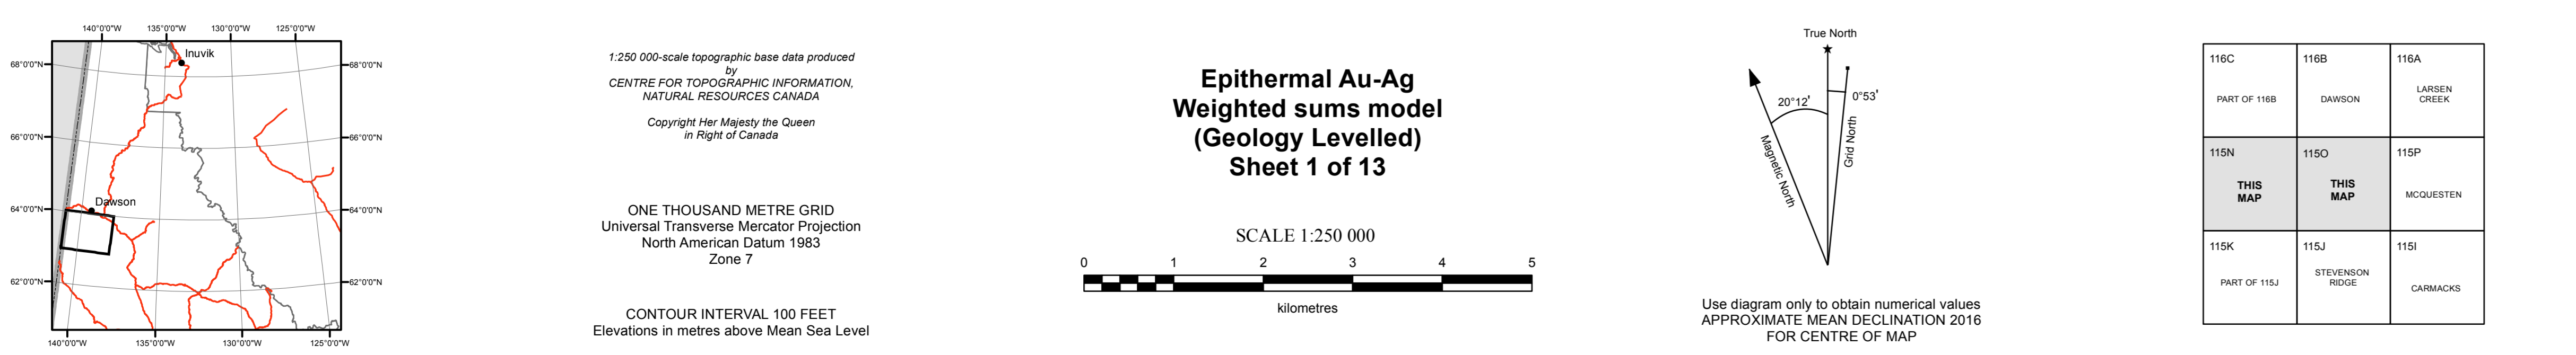 140°0'0"W 135°0'0"W 130°0'0"W 125°0'0"W
Inuvik
68°0'0"N 68°0'0"N
66°0'0"N 66°0'0"N
Dawson
64°0'0"N 64°0'0"N
62°0'0"N 62°0'0"N
140°0'0"W 135°0'0"W 130°0'0"W 125°0'0"W
1:250 000-scale topographic base data produced
by
CENTRE FOR TOPOGRAPHIC INFORMATION,
NATURAL RESOURCES CANADA
Copyright Her Majesty the Queen
in Right of Canada
ONE THOUSAND METRE GRID
Universal Transverse Mercator Projection
North American Datum 1983
Zone 7
CONTOUR INTERVAL 100 FEET
Elevations in metres above Mean Sea Level
Epithermal Au-Ag
Weighted sums model
(Geology Levelled)
Sheet 1 of 13
SCALE 1:250 000
0 1 2 3 4 5
kilometres
True North
20°12' 0°53'
Magnetic North
Grid North
Use diagram only to obtain numerical values
APPROXIMATE MEAN DECLINATION 2016
FOR CENTRE OF MAP
116C 116B 116A
PART OF 116B DAWSON LARSEN
CREEK
115N 115O 115P
THIS
MAP
THIS
MAP
MCQUESTEN
115K 115J 115I
PART OF 115J STEVENSON
RIDGE
CARMACKS